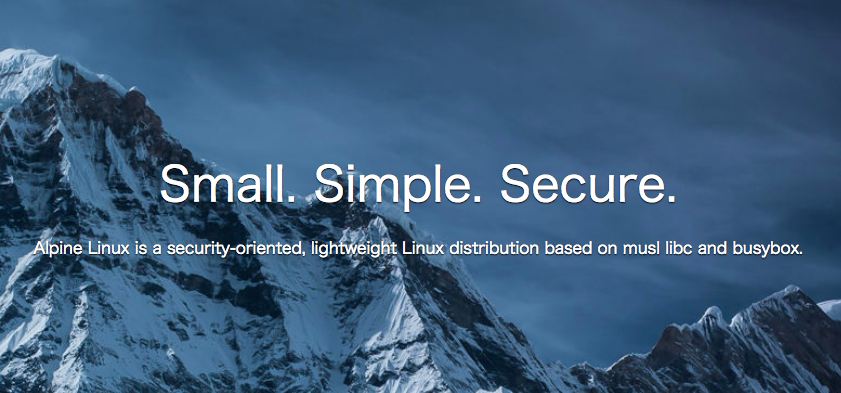 Small. Simple. Secure.
Alpine Linux is a security-oriented, lightweight Linux distribution based on musl libc and busybox.